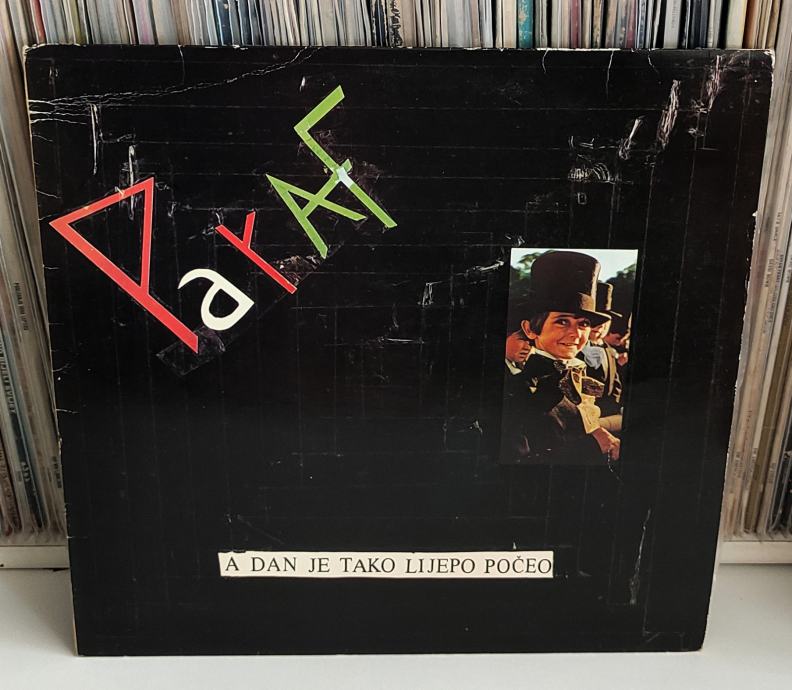 ParAF
A DAN JE TAKO LIJEPO POČEO